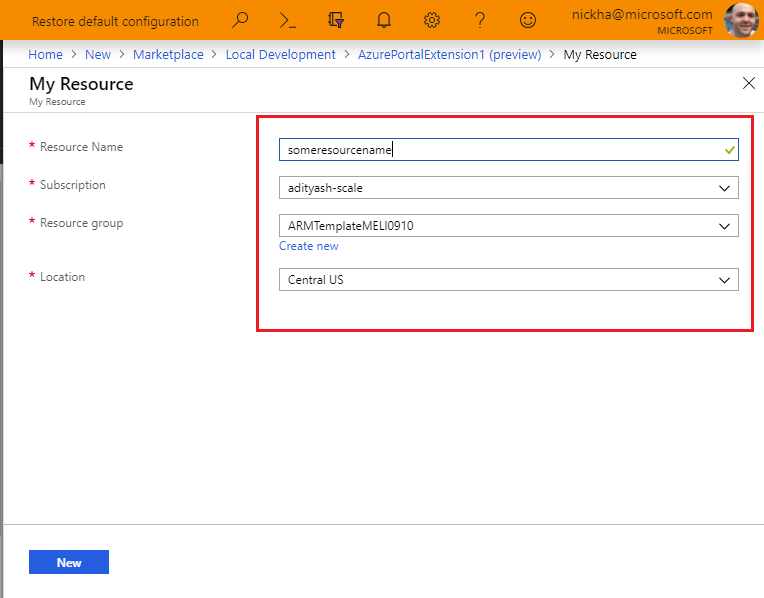 Restore default configuration
nickha@microsoft.com
MICROSOFT
Home > New > Marketplace > Local Development > AzurePortalExtension1 (preview) > My Resource
My Resource
My Resource
* Resource Name
someresourcename
* Subscription
adityash-scale
* Resource group
ARMTemplateMELI0910
Create new
* Location
Central US
New